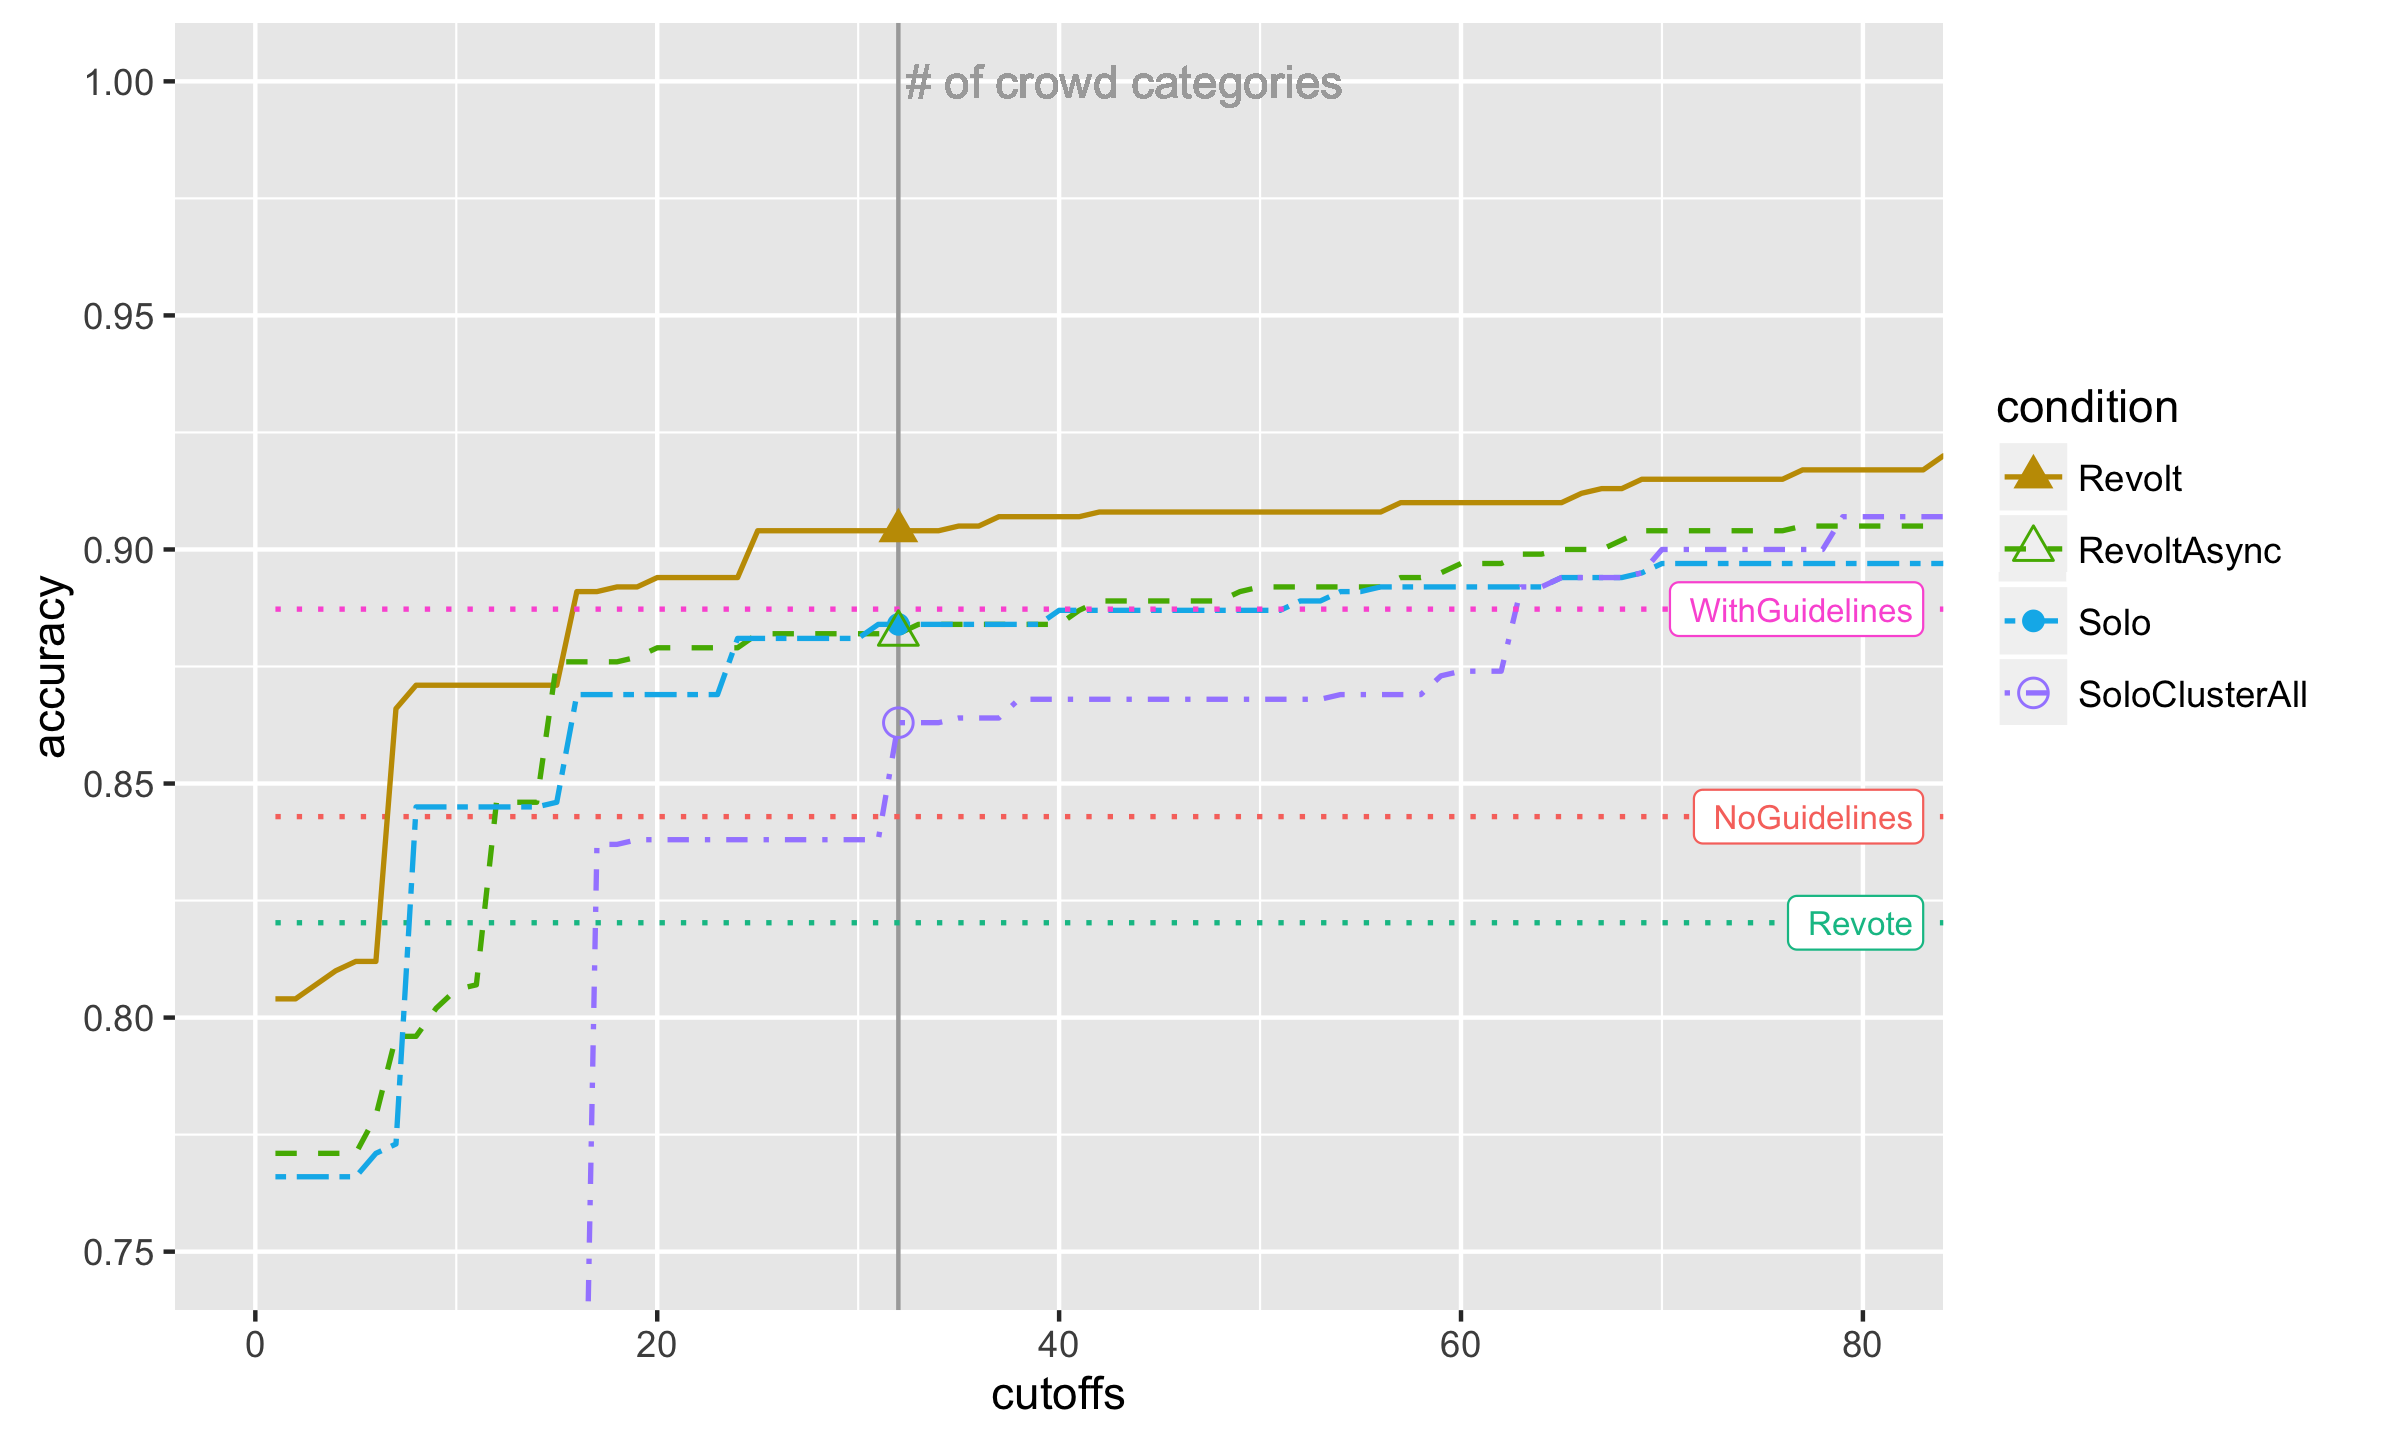 # of crowd categories
1.00
0.95
0.90
0.85
0.80
0.75
accuracy
WithGuidelines
NoGuidelines
Revote
0
20
40
60
80
cutoffs
condition
Revolt
RevoltAsync
Solo
SoloClusterAll